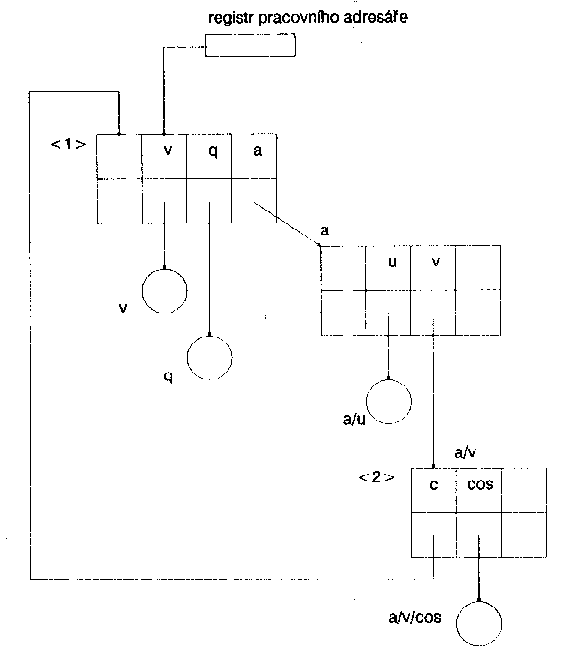 registr pracovního adresáře
<1> v q a
a
u v
v
q
a/u
a/v
<2> c cos
a/v/cos